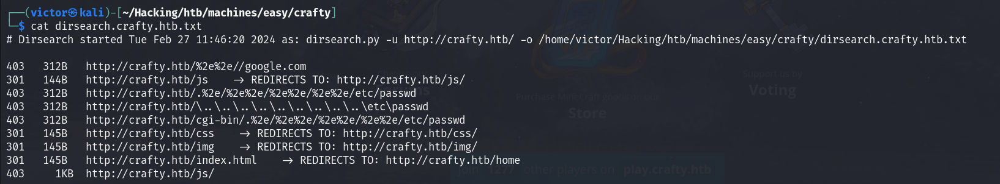 ┌──(victor㉿kali)-[~/Hacking/htb/machines/easy/crafty]
└─$ cat dirsearch.crafty.htb.txt
# Dirsearch started Tue Feb 27 11:46:20 2024 as: dirsearch.py -u http://crafty.htb/ -o /home/victor/Hacking/htb/machines/easy/crafty/dirsearch.crafty.htb.txt
403   312B   http://crafty.htb/%2e%2e//google.com
301   144B   http://crafty.htb/js    -> REDIRECTS TO: http://crafty.htb/js/
403   312B   http://crafty.htb/.%2e/%2e%2e/%2e%2e/%2e%2e/etc/passwd
403   312B   http://crafty.htb/\..\..\..\..\..\..\..\..\..\etc\passwd
403   312B   http://crafty.htb/cgi-bin/.%2e/%2e%2e/%2e%2e/%2e%2e/etc/passwd
301   145B   http://crafty.htb/css    -> REDIRECTS TO: http://crafty.htb/css/
301   145B   http://crafty.htb/img    -> REDIRECTS TO: http://crafty.htb/img/
301   145B   http://crafty.htb/index.html    -> REDIRECTS TO: http://crafty.htb/home
403     1KB  http://crafty.htb/js/
Support us by
Voting
Purchase MineCraft goods on our
Store
Forums
Join 1277 other players on play.crafty.htb